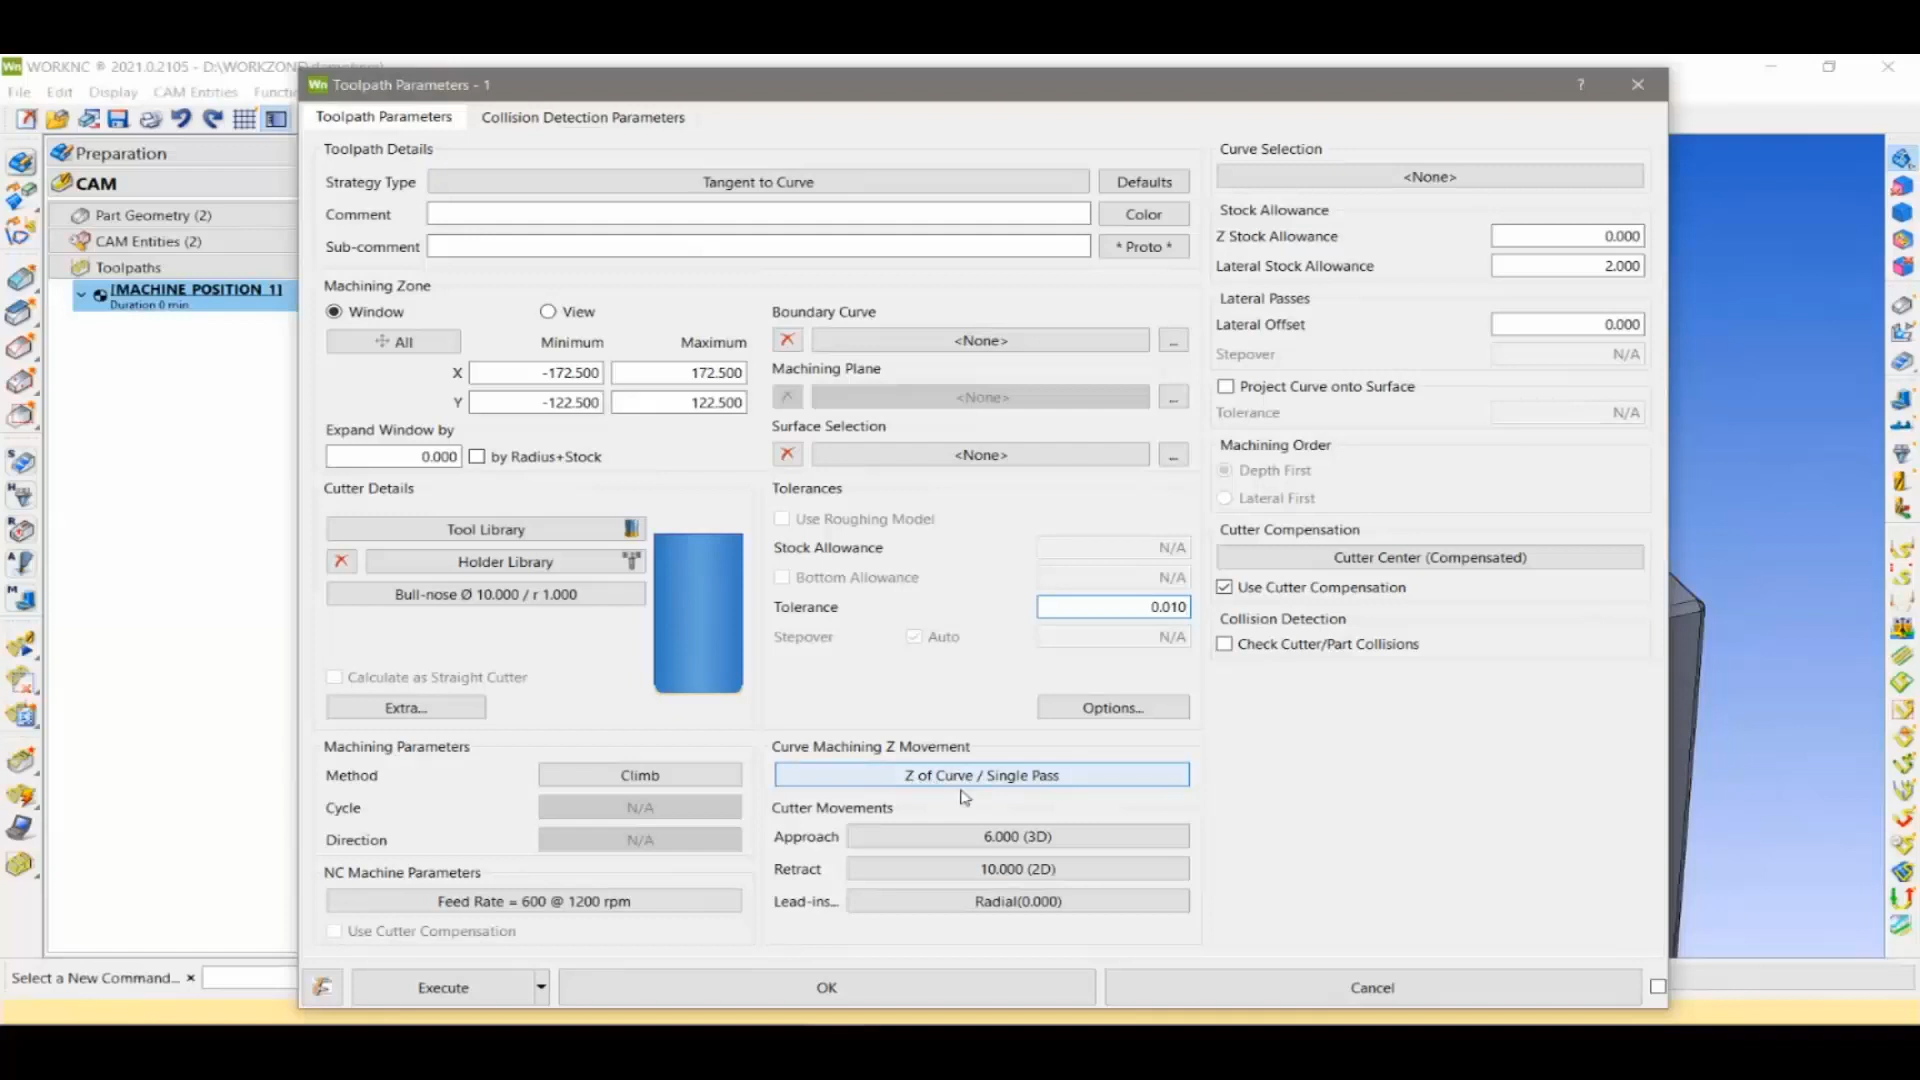 WORKNC ® 2021.0.2105 - D:\WORKZON
File Edit Display CAM Entities Functi
Preparation
CAM
Part Geometry (2)
CAM Entities (2)
Toolpaths
[MACHINE POSITION 1]
Duration 0 min
Select a New Command... ×
Wn Toolpath Parameters - 1
Toolpath Parameters Collision Detection Parameters
Toolpath Details
Strategy Type Tangent to Curve Defaults
Comment Color
Sub-comment * Proto *
Machining Zone
Window View
All Minimum Maximum
X -172.500 172.500
Y -122.500 122.500
Expand Window by
0.000 by Radius+Stock
Boundary Curve
<None> ...
Machining Plane
<None> ...
Surface Selection
<None> ...
Cutter Details
Tool Library
Holder Library
Bull-nose Ø 10.000 / r 1.000
Calculate as Straight Cutter
Extra...
Tolerances
Use Roughing Model
Stock Allowance N/A
Bottom Allowance N/A
Tolerance 0.010
Stepover Auto N/A
Options...
Machining Parameters
Method Climb
Cycle N/A
Direction N/A
NC Machine Parameters
Feed Rate = 600 @ 1200 rpm
Use Cutter Compensation
Curve Machining Z Movement
Z of Curve / Single Pass
Cutter Movements
Approach 6.000 (3D)
Retract 10.000 (2D)
Lead-ins... Radial(0.000)
Curve Selection
<None>
Stock Allowance
Z Stock Allowance 0.000
Lateral Stock Allowance 2.000
Lateral Passes
Lateral Offset 0.000
Stepover N/A
Project Curve onto Surface
Tolerance N/A
Machining Order
Depth First
Lateral First
Cutter Compensation
Cutter Center (Compensated)
Use Cutter Compensation
Collision Detection
Check Cutter/Part Collisions
Execute OK Cancel